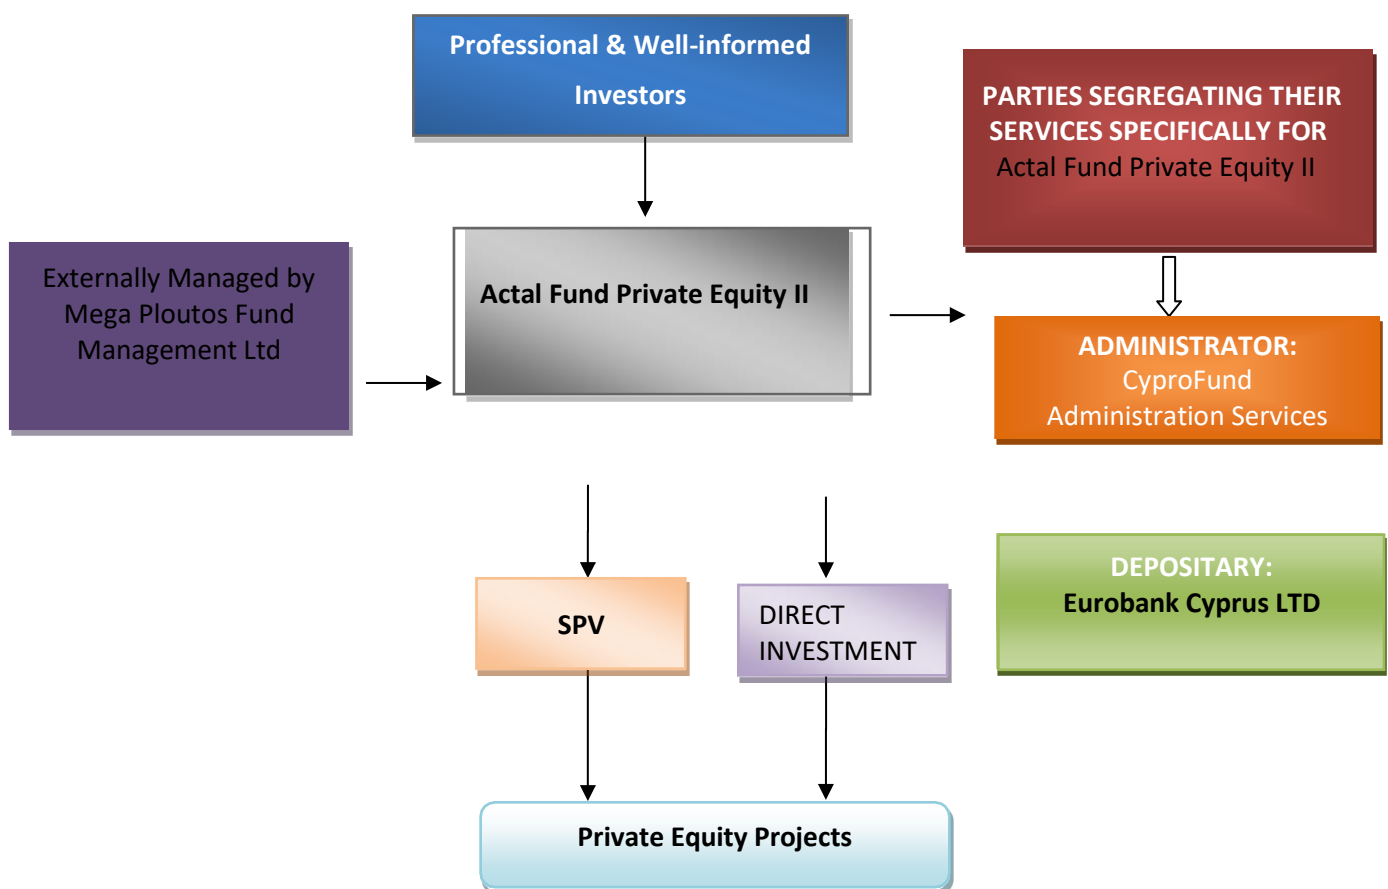 Professional & Well-informed
Investors
PARTIES SEGREGATING THEIR
SERVICES SPECIFICALLY FOR
Actal Fund Private Equity II
Externally Managed by
Mega Ploutos Fund
Management Ltd
Actal Fund Private Equity II
ADMINISTRATOR:
CyproFund
Administration Services
SPV
DIRECT
INVESTMENT
DEPOSITARY:
Eurobank Cyprus LTD
Private Equity Projects